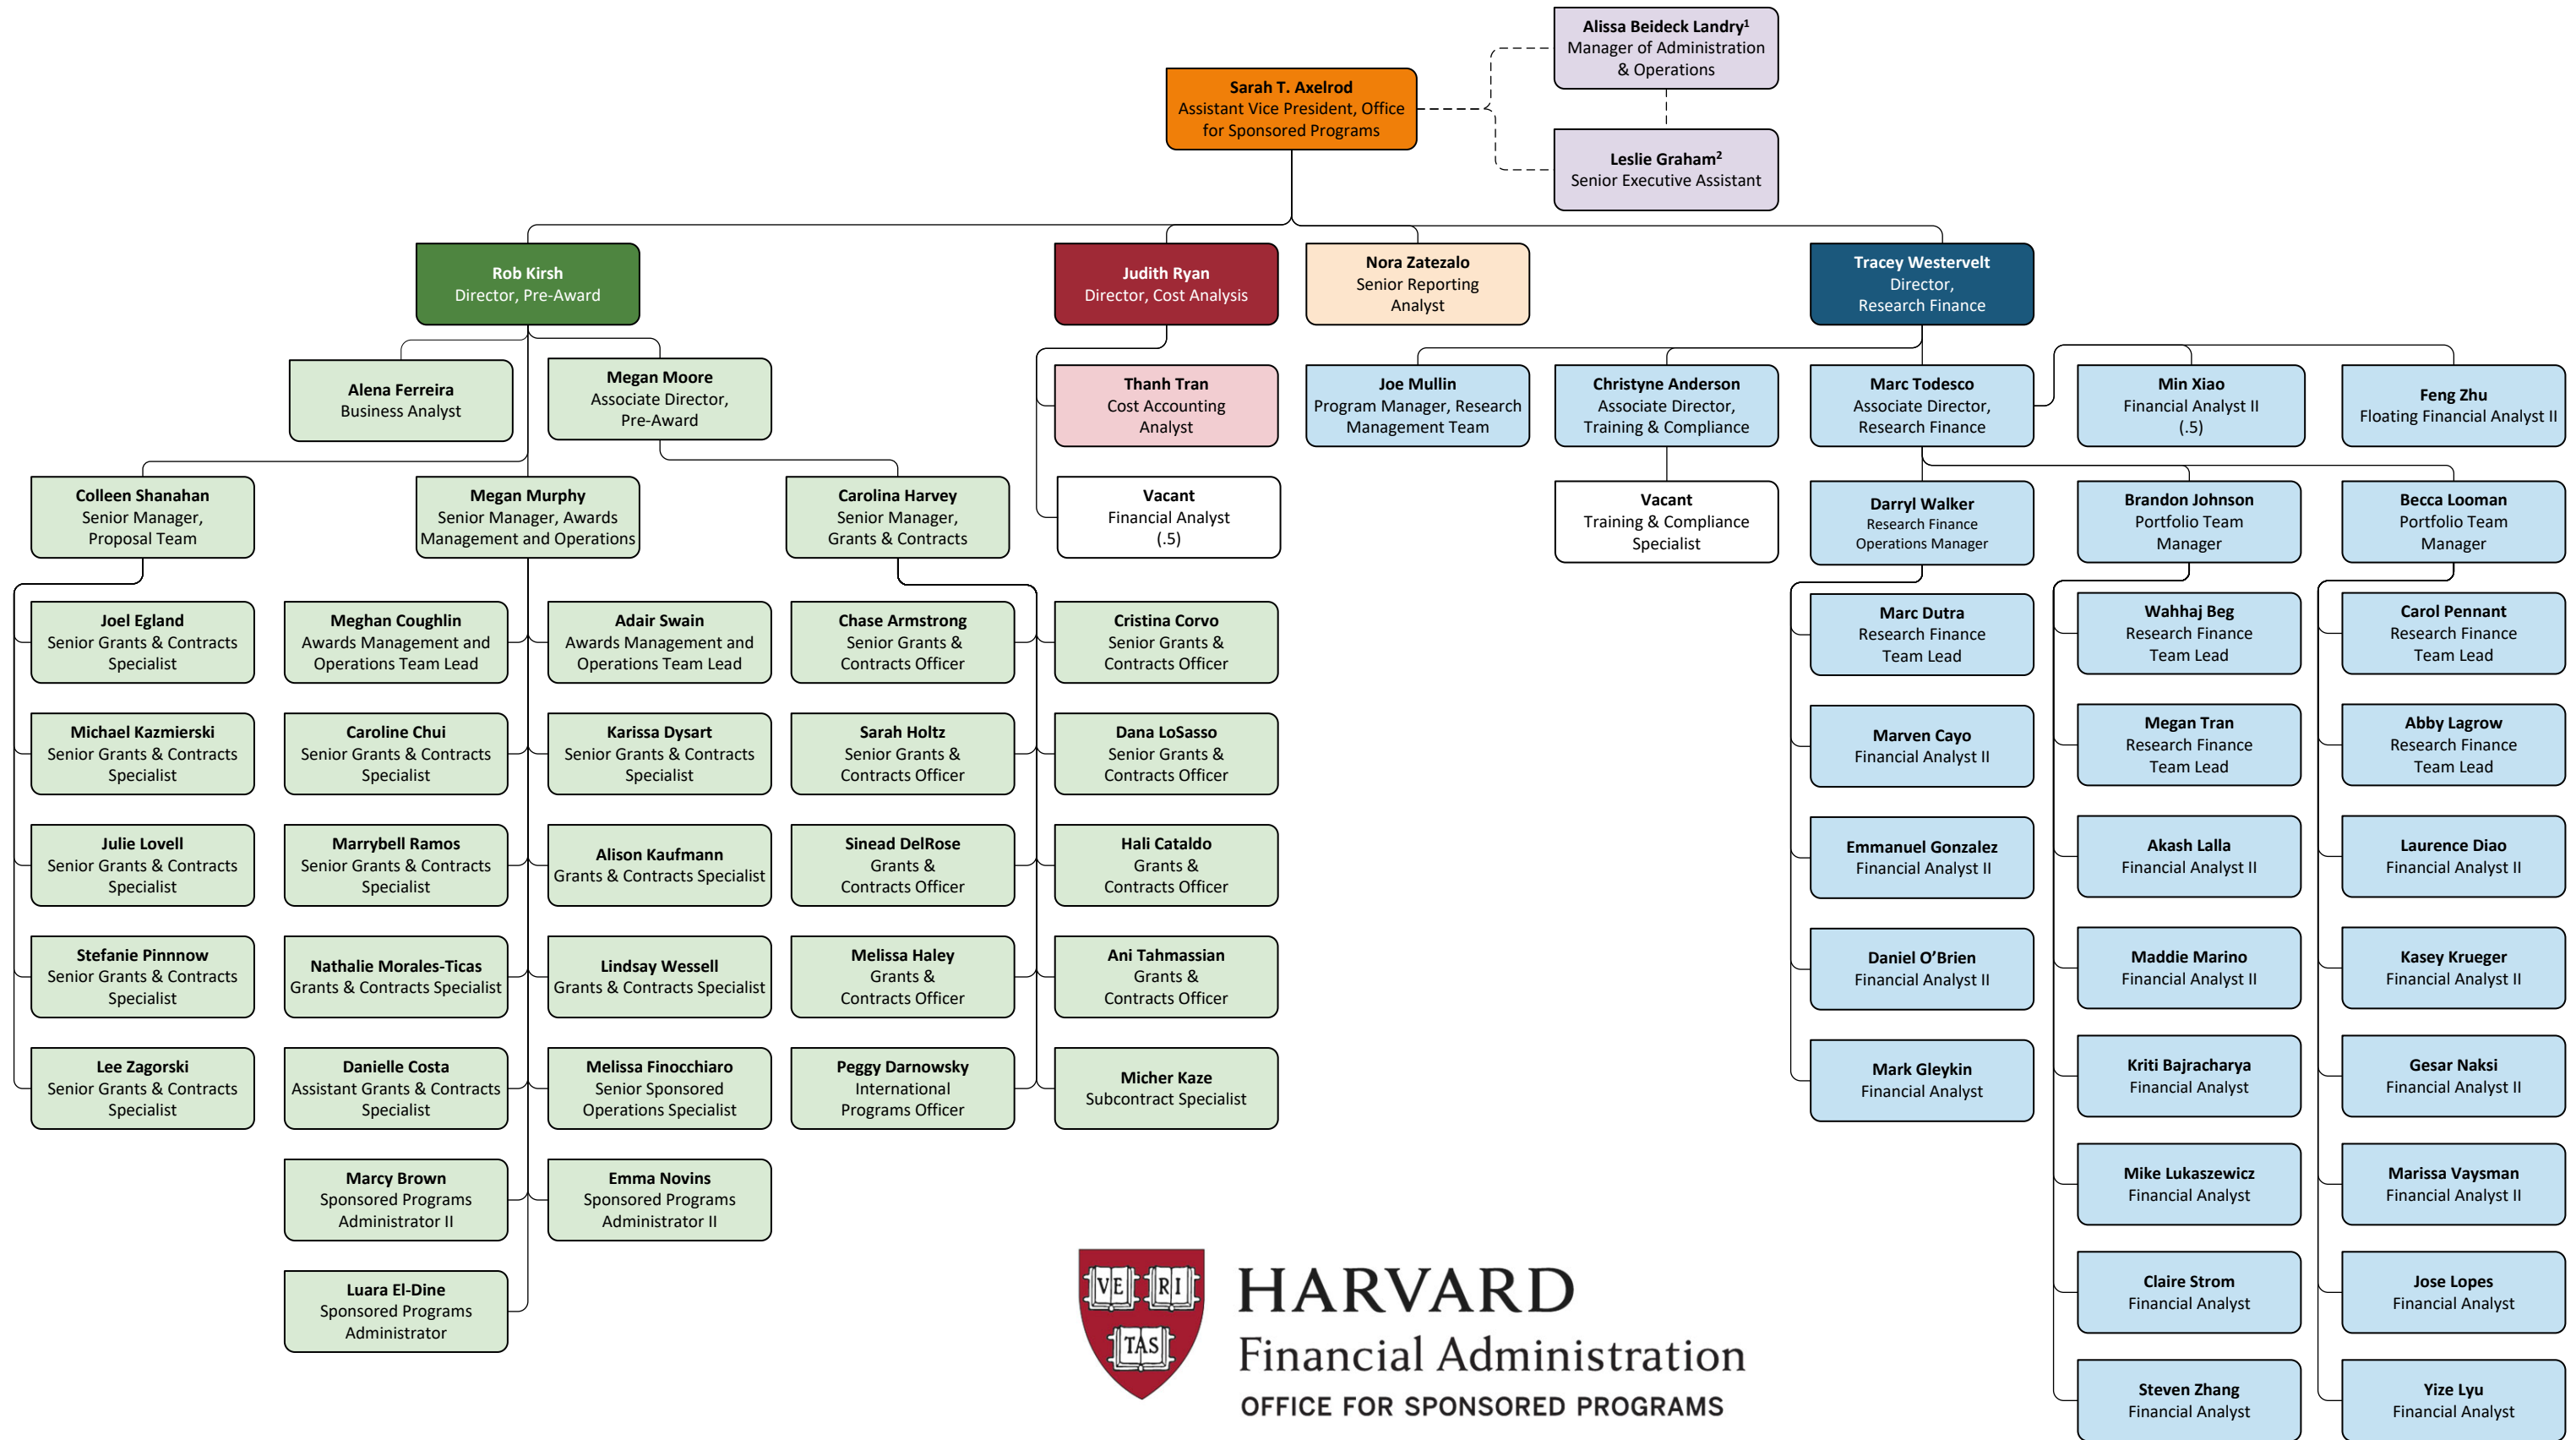 Alissa Beideck Landry¹
Manager of Administration
& Operations
Sarah T. Axelrod
Assistant Vice President, Office
for Sponsored Programs
Leslie Graham²
Senior Executive Assistant
Rob Kirsh
Director, Pre-Award
Judith Ryan
Director, Cost Analysis
Nora Zatezalo
Senior Reporting
Analyst
Tracey Westervelt
Director,
Research Finance
Alena Ferreira
Business Analyst
Megan Moore
Associate Director,
Pre-Award
Thanh Tran
Cost Accounting
Analyst
Joe Mullin
Program Manager, Research
Management Team
Christyne Anderson
Associate Director,
Training & Compliance
Marc Todesco
Associate Director,
Research Finance
Min Xiao
Financial Analyst II
(.5)
Feng Zhu
Floating Financial Analyst II
Colleen Shanahan
Senior Manager,
Proposal Team
Megan Murphy
Senior Manager, Awards
Management and Operations
Carolina Harvey
Senior Manager,
Grants & Contracts
Vacant
Financial Analyst
(.5)
Vacant
Training & Compliance
Specialist
Darryl Walker
Research Finance
Operations Manager
Brandon Johnson
Portfolio Team
Manager
Becca Looman
Portfolio Team
Manager
Joel Egland
Senior Grants & Contracts
Specialist
Meghan Coughlin
Awards Management and
Operations Team Lead
Adair Swain
Awards Management and
Operations Team Lead
Chase Armstrong
Senior Grants &
Contracts Officer
Cristina Corvo
Senior Grants &
Contracts Officer
Marc Dutra
Research Finance
Team Lead
Wahhaj Beg
Research Finance
Team Lead
Carol Pennant
Research Finance
Team Lead
Michael Kazmierski
Senior Grants & Contracts
Specialist
Caroline Chui
Senior Grants & Contracts
Specialist
Karissa Dysart
Senior Grants & Contracts
Specialist
Sarah Holtz
Senior Grants &
Contracts Officer
Dana LoSasso
Senior Grants &
Contracts Officer
Marven Cayo
Financial Analyst II
Megan Tran
Research Finance
Team Lead
Abby Lagrow
Research Finance
Team Lead
Julie Lovell
Senior Grants & Contracts
Specialist
Marrybell Ramos
Senior Grants & Contracts
Specialist
Alison Kaufmann
Grants & Contracts Specialist
Sinead DelRose
Grants &
Contracts Officer
Hali Cataldo
Grants &
Contracts Officer
Emmanuel Gonzalez
Financial Analyst II
Akash Lalla
Financial Analyst II
Laurence Diao
Financial Analyst II
Stefanie Pinnnow
Senior Grants & Contracts
Specialist
Nathalie Morales-Ticas
Grants & Contracts Specialist
Lindsay Wessell
Grants & Contracts Specialist
Melissa Haley
Grants &
Contracts Officer
Ani Tahmassian
Grants &
Contracts Officer
Daniel O’Brien
Financial Analyst II
Maddie Marino
Financial Analyst II
Kasey Krueger
Financial Analyst II
Lee Zagorski
Senior Grants & Contracts
Specialist
Danielle Costa
Assistant Grants & Contracts
Specialist
Melissa Finocchiaro
Senior Sponsored
Operations Specialist
Peggy Darnowsky
International
Programs Officer
Micher Kaze
Subcontract Specialist
Mark Gleykin
Financial Analyst
Kriti Bajracharya
Financial Analyst
Gesar Naksi
Financial Analyst II
Marcy Brown
Sponsored Programs
Administrator II
Emma Novins
Sponsored Programs
Administrator II
Mike Lukaszewicz
Financial Analyst
Marissa Vaysman
Financial Analyst II
Luara El-Dine
Sponsored Programs
Administrator
Claire Strom
Financial Analyst
Jose Lopes
Financial Analyst
Steven Zhang
Financial Analyst
Yize Lyu
Financial Analyst
VE RI
TAS
HARVARD
Financial Administration
OFFICE FOR SPONSORED PROGRAMS